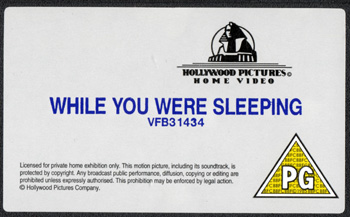 HOLLYWOOD PICTURES©
HOME VIDEO
WHILE YOU WERE SLEEPING
VFB31434
Licensed for private home exhibition only. This motion picture, including its soundtrack, is
protected by copyright. Any broadcast public performance, diffusion, copying or editing are
prohibited unless expressly authorised. This prohibition may be enforced by legal action.
© Hollywood Pictures Company.
PG